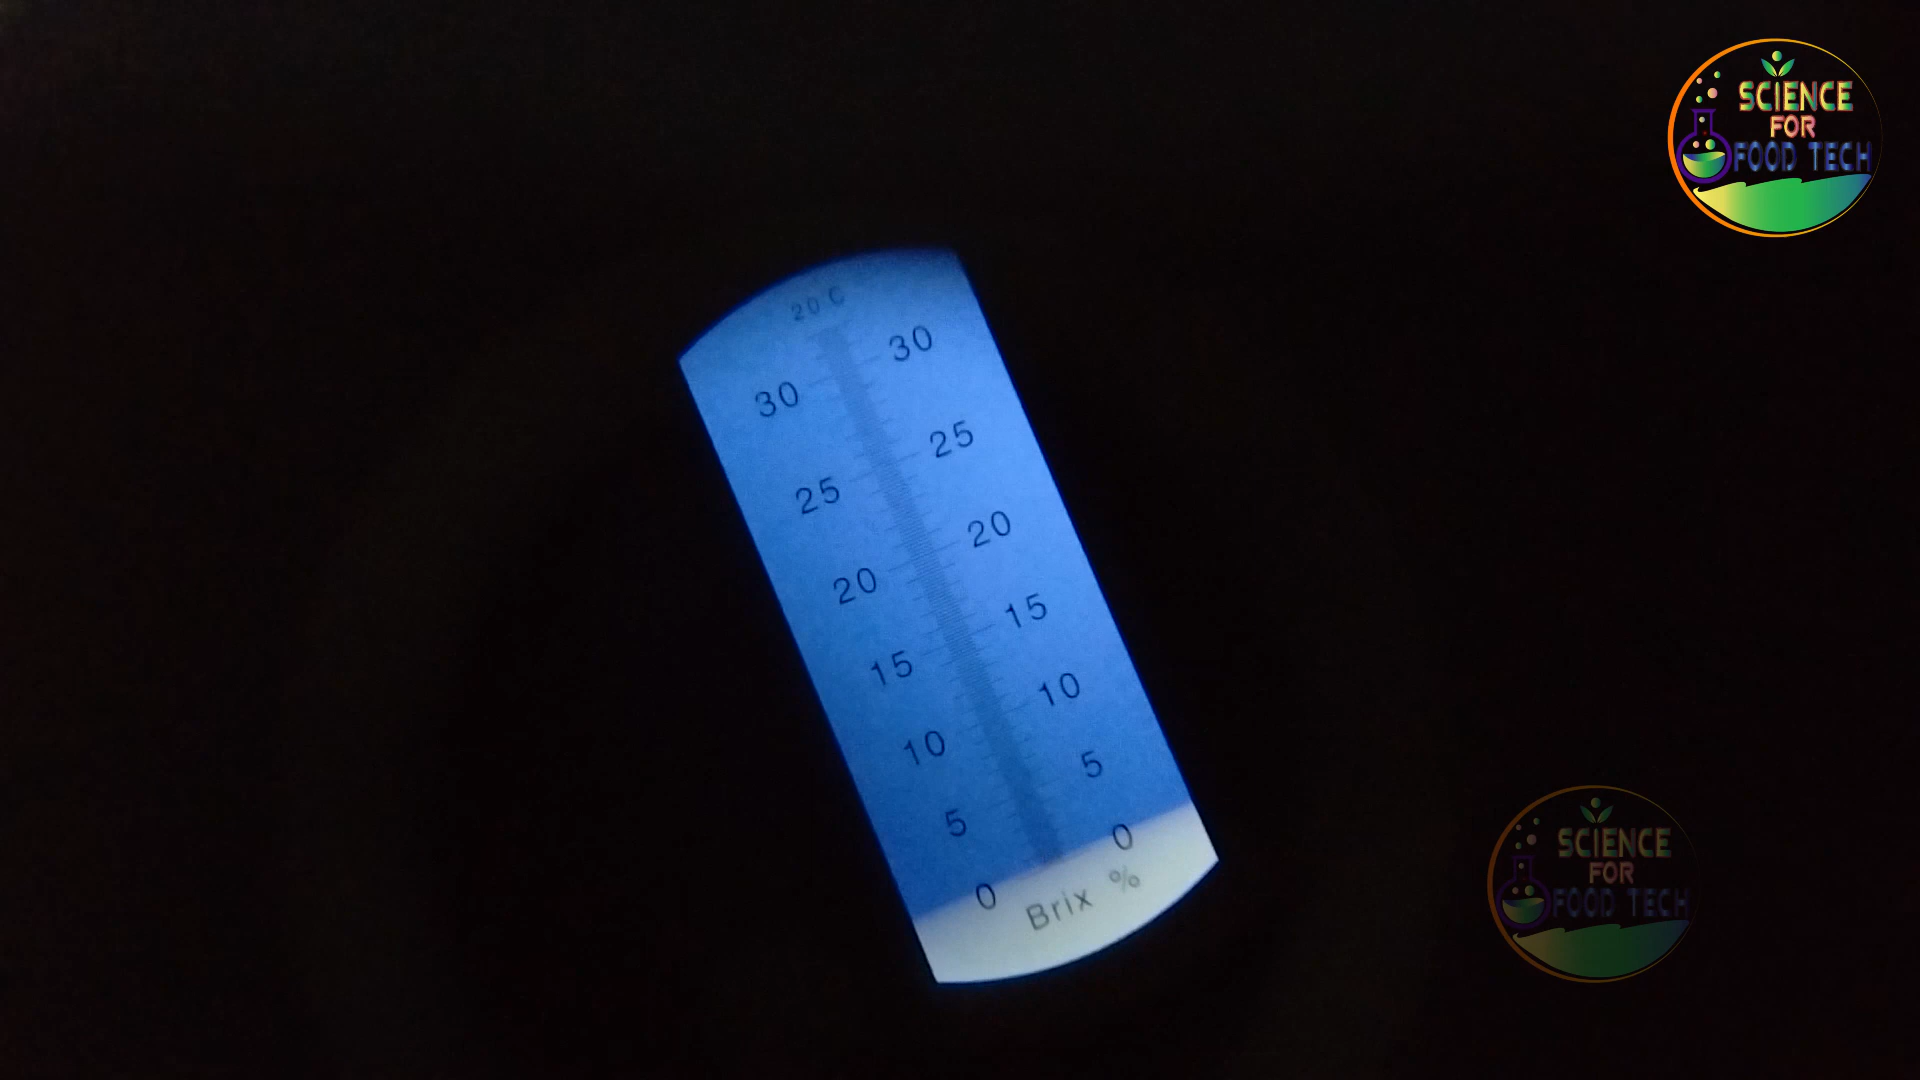 SCIENCE
FOR
FOOD TECH
20 C
30 30
25 25
20 20
15 15
10 10
5 5
0 0
Brix %
SCIENCE
FOR
FOOD TECH